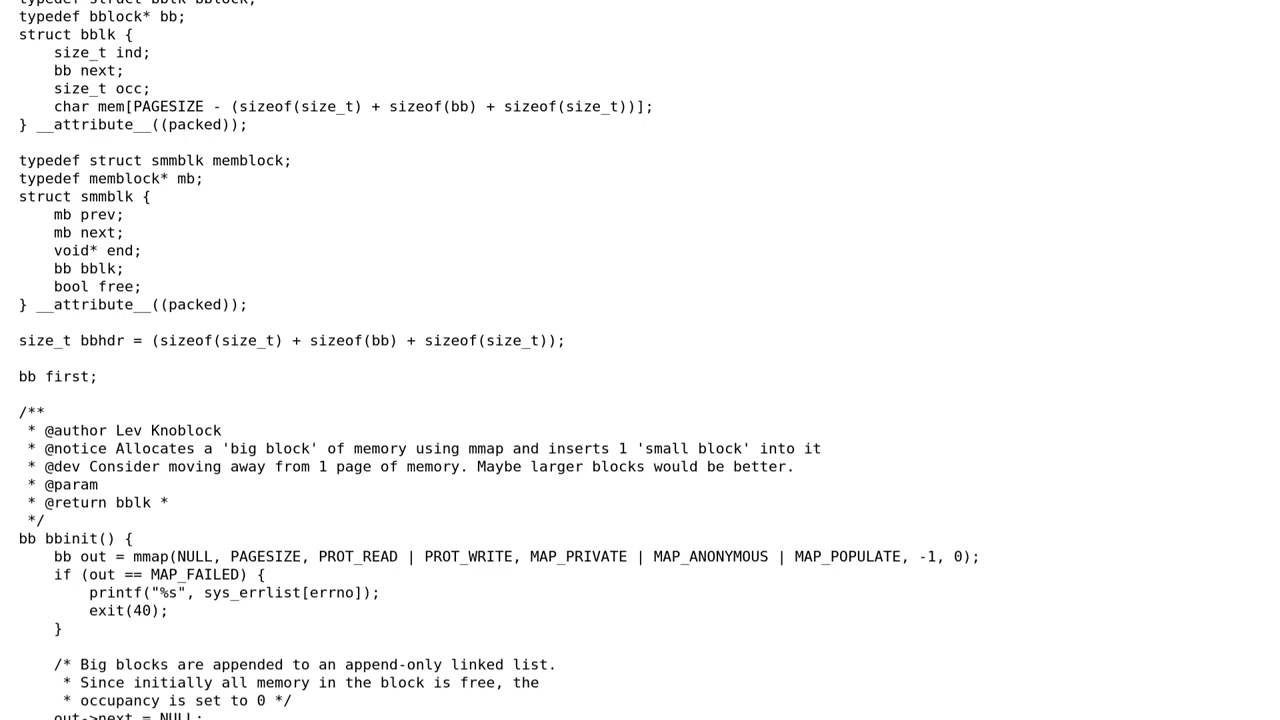 typedef struct bblk bblock;
typedef bblock* bb;
struct bblk {
    size_t ind;
    bb next;
    size_t occ;
    char mem[PAGESIZE - (sizeof(size_t) + sizeof(bb) + sizeof(size_t))];
} __attribute__((packed));

typedef struct smmblk memblock;
typedef memblock* mb;
struct smmblk {
    mb prev;
    mb next;
    void* end;
    bb bblk;
    bool free;
} __attribute__((packed));

size_t bbhdr = (sizeof(size_t) + sizeof(bb) + sizeof(size_t));

bb first;

/**
 * @author Lev Knoblock
 * @notice Allocates a 'big block' of memory using mmap and inserts 1 'small block' into it
 * @dev Consider moving away from 1 page of memory. Maybe larger blocks would be better.
 * @param
 * @return bblk *
 */
bb bbinit() {
    bb out = mmap(NULL, PAGESIZE, PROT_READ | PROT_WRITE, MAP_PRIVATE | MAP_ANONYMOUS | MAP_POPULATE, -1, 0);
    if (out == MAP_FAILED) {
        printf("%s", sys_errlist[errno]);
        exit(40);
    }

    /* Big blocks are appended to an append-only linked list.
     * Since initially all memory in the block is free, the
     * occupancy is set to 0 */
    out->next = NULL;